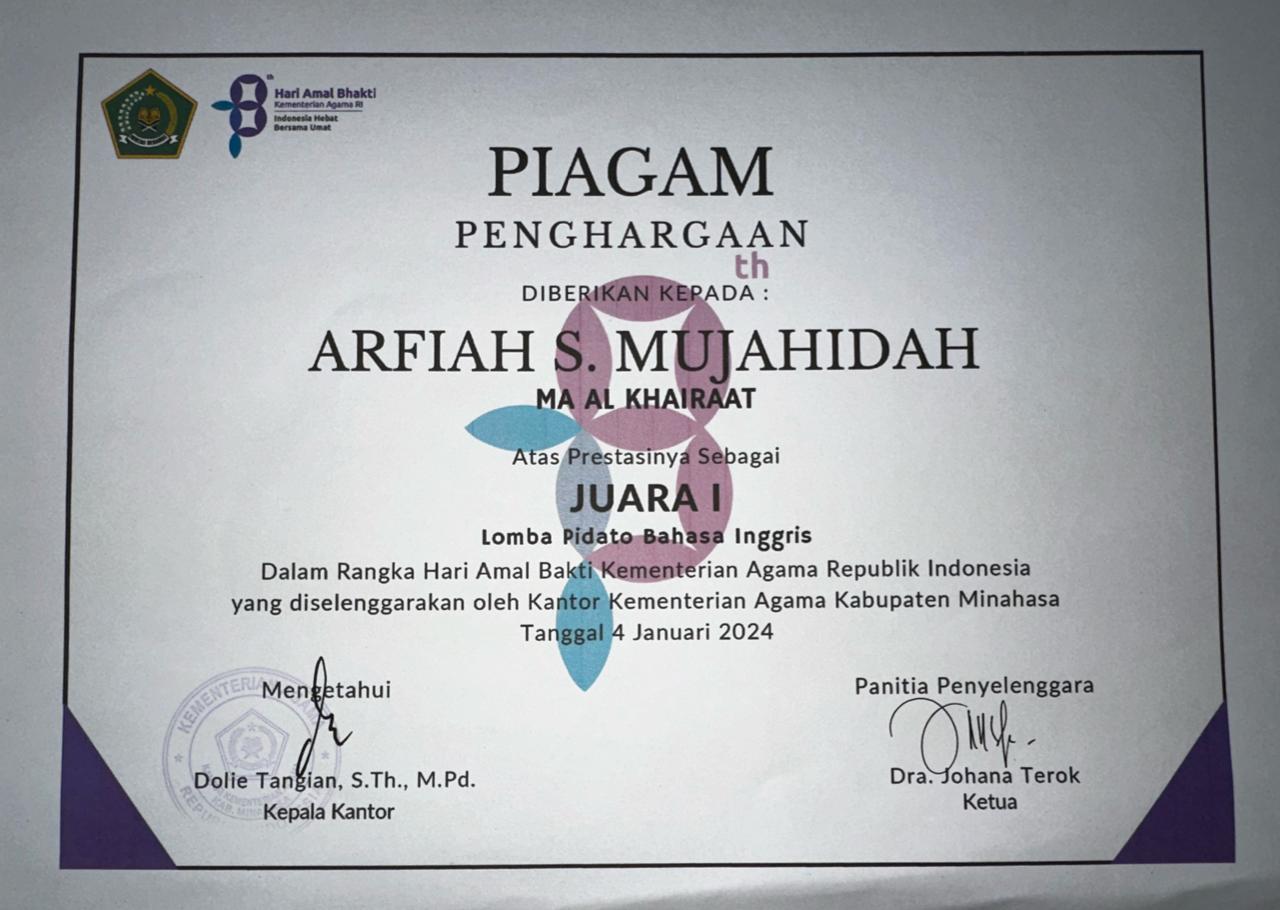 th
Hari Amal Bhakti
Kementerian Agama RI
Indonesia Hebat
Bersama Umat
PIAGAM
PENGHARGAAN
th
DIBERIKAN KEPADA :
ARFIAH S. MUJAHIDAH
MA AL KHAIRAAT
Atas Prestasinya Sebagai
JUARA I
Lomba Pidato Bahasa Inggris
Dalam Rangka Hari Amal Bakti Kementerian Agama Republik Indonesia
yang diselenggarakan oleh Kantor Kementerian Agama Kabupaten Minahasa
Tanggal 4 Januari 2024
Mengetahui
Panitia Penyelenggara
KEMENTERIAN
Dolie Tangian, S.Th., M.Pd.
Kepala Kantor
Dra. Johana Terok
Ketua